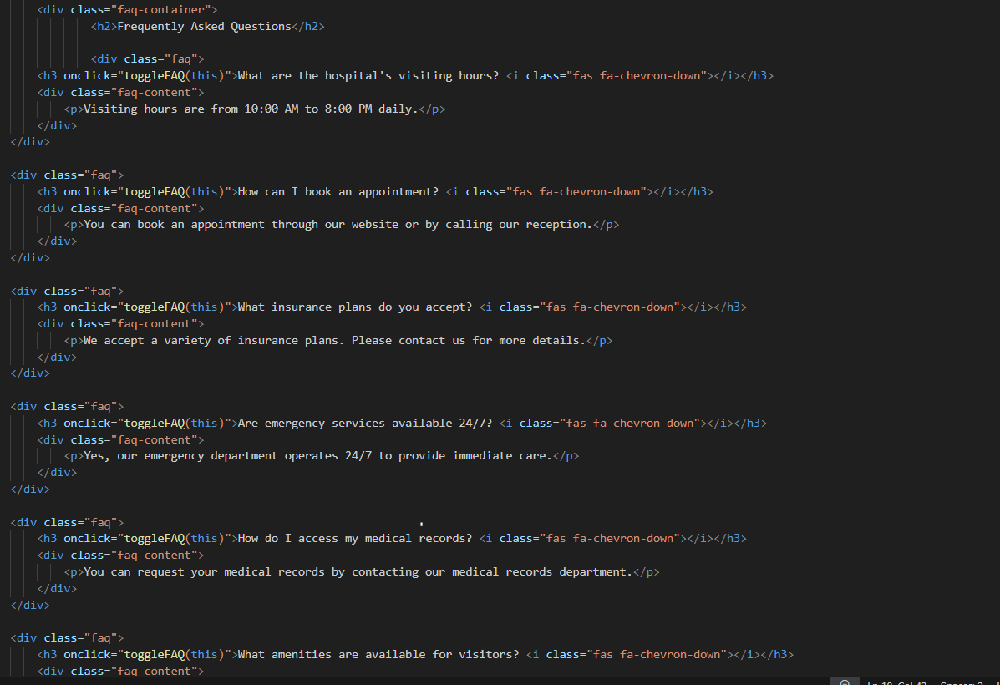 <div class="faq-container">
<h2>Frequently Asked Questions</h2>
<div class="faq">
<h3 onclick="toggleFAQ(this)">What are the hospital's visiting hours? <i class="fas fa-chevron-down"></i></h3>
<div class="faq-content">
<p>Visiting hours are from 10:00 AM to 8:00 PM daily.</p>
</div>
</div>
<div class="faq">
<h3 onclick="toggleFAQ(this)">How can I book an appointment? <i class="fas fa-chevron-down"></i></h3>
<div class="faq-content">
<p>You can book an appointment through our website or by calling our reception.</p>
</div>
</div>
<div class="faq">
<h3 onclick="toggleFAQ(this)">What insurance plans do you accept? <i class="fas fa-chevron-down"></i></h3>
<div class="faq-content">
<p>We accept a variety of insurance plans. Please contact us for more details.</p>
</div>
</div>
<div class="faq">
<h3 onclick="toggleFAQ(this)">Are emergency services available 24/7? <i class="fas fa-chevron-down"></i></h3>
<div class="faq-content">
<p>Yes, our emergency department operates 24/7 to provide immediate care.</p>
</div>
</div>
<div class="faq">
<h3 onclick="toggleFAQ(this)">How do I access my medical records? <i class="fas fa-chevron-down"></i></h3>
<div class="faq-content">
<p>You can request your medical records by contacting our medical records department.</p>
</div>
</div>
<div class="faq">
<h3 onclick="toggleFAQ(this)">What amenities are available for visitors? <i class="fas fa-chevron-down"></i></h3>
<div class="faq-content">